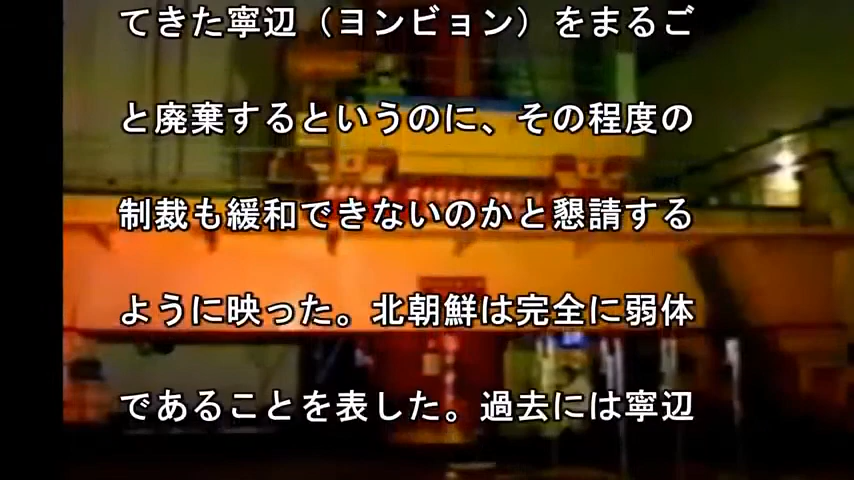 てきた寧辺（ヨンビョン）をまるご
と廃棄するというのに、その程度の
制裁も緩和できないのかと懇請する
ように映った。北朝鮮は完全に弱体
であることを表した。過去には寧辺